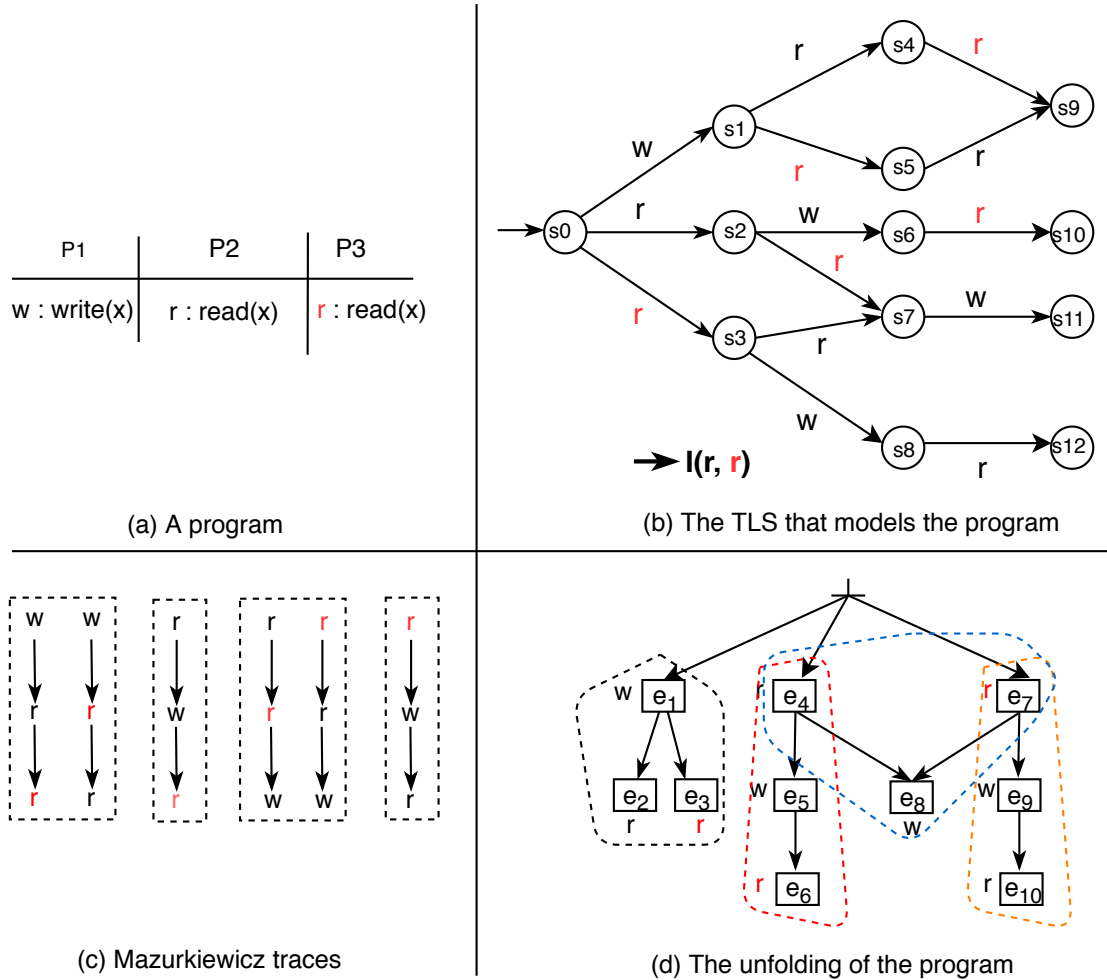 P1 P2 P3
w : write(x) r : read(x) r : read(x)
(a) A program
r s4 r
s1 s9
w r s5 r
s0 r s2 w s6 r s10
r
r s3 r s7 w s11
w
s8 r s12
I(r, r)
(b) The TLS that models the program
w w r r r r
r r w r r w
r r r w w r
(c) Mazurkiewicz traces
w e1 r e4 r e7
e2 e3 w e5 e8 w e9
r r w
r e6 r e10
(d) The unfolding of the program